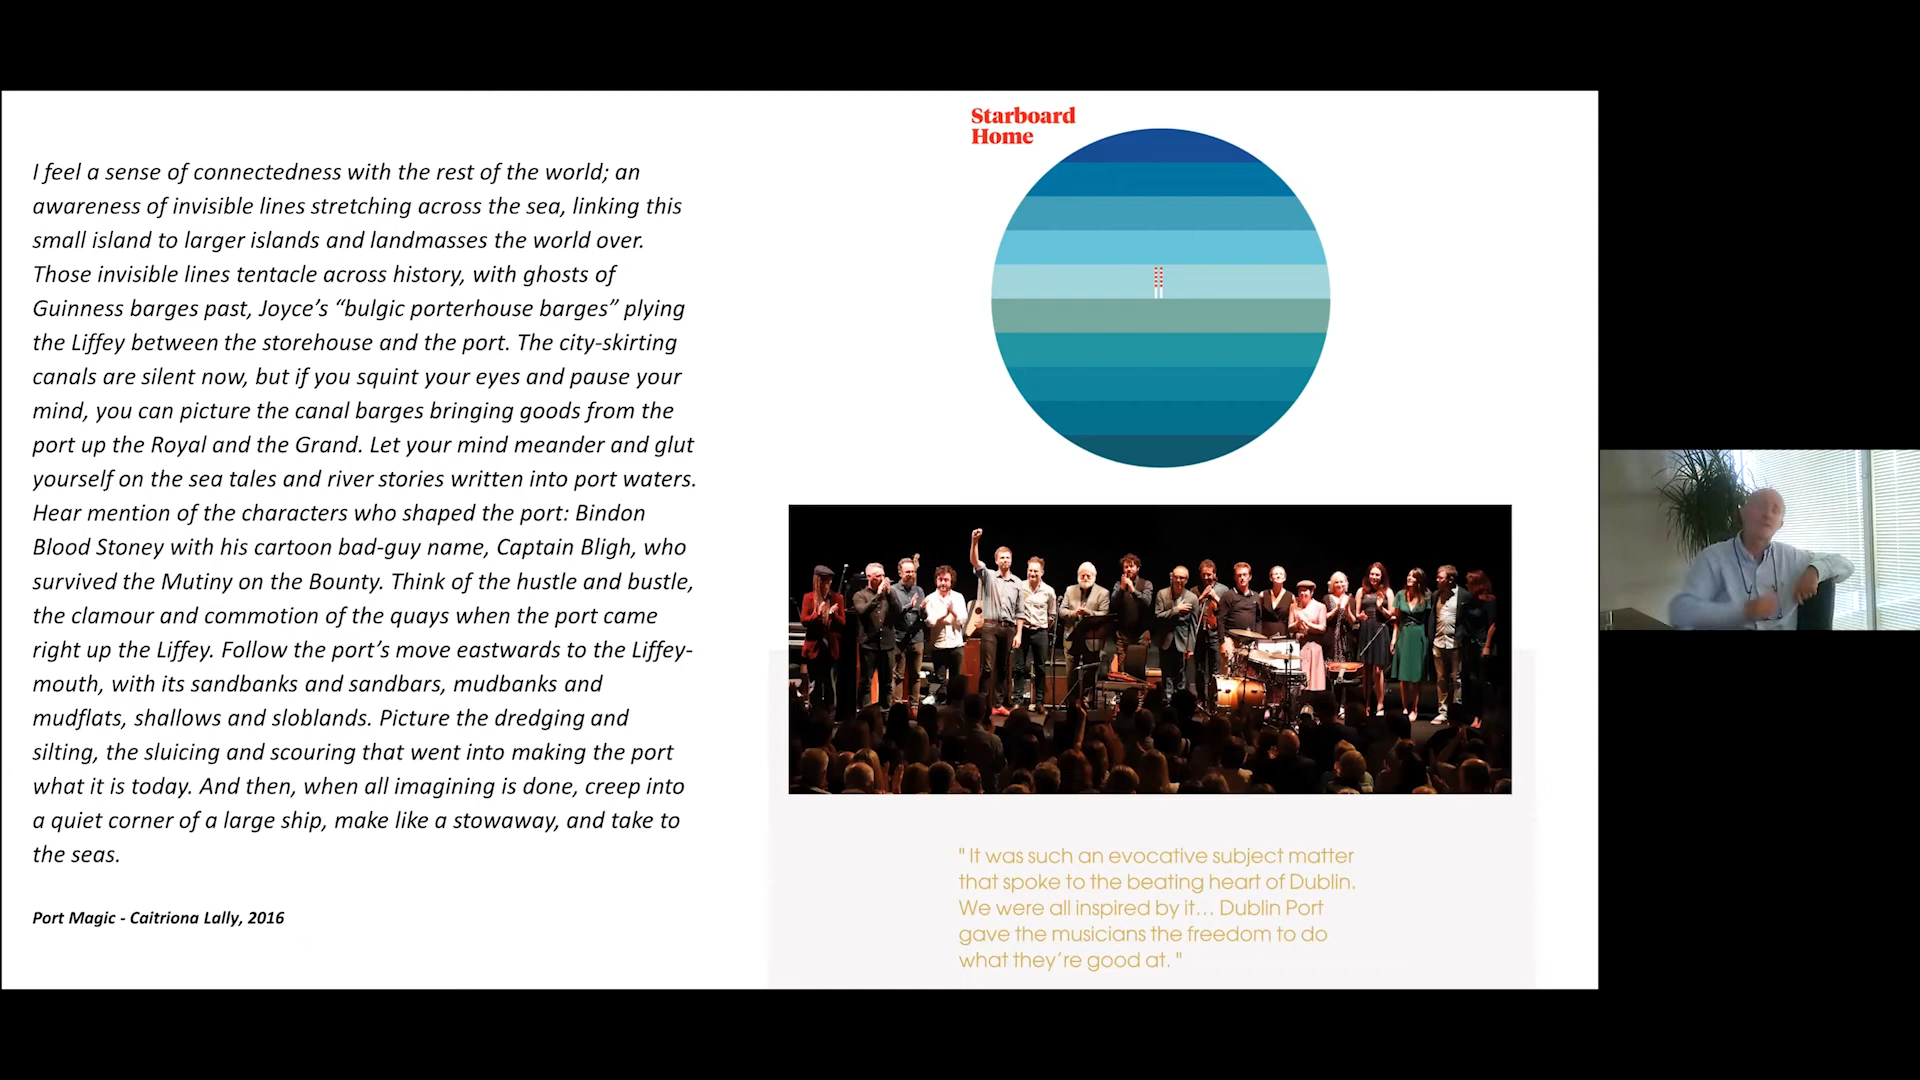 I feel a sense of connectedness with the rest of the world; an
awareness of invisible lines stretching across the sea, linking this
small island to larger islands and landmasses the world over.
Those invisible lines tentacle across history, with ghosts of
Guinness barges past, Joyce’s “bulgic porterhouse barges” plying
the Liffey between the storehouse and the port. The city-skirting
canals are silent now, but if you squint your eyes and pause your
mind, you can picture the canal barges bringing goods from the
port up the Royal and the Grand. Let your mind meander and glut
yourself on the sea tales and river stories written into port waters.
Hear mention of the characters who shaped the port: Bindon
Blood Stoney with his cartoon bad-guy name, Captain Bligh, who
survived the Mutiny on the Bounty. Think of the hustle and bustle,
the clamour and commotion of the quays when the port came
right up the Liffey. Follow the port’s move eastwards to the Liffey-
mouth, with its sandbanks and sandbars, mudbanks and
mudflats, shallows and sloblands. Picture the dredging and
silting, the sluicing and scouring that went into making the port
what it is today. And then, when all imagining is done, creep into
a quiet corner of a large ship, make like a stowaway, and take to
the seas.
Port Magic - Caitriona Lally, 2016
Starboard
Home
" It was such an evocative subject matter
that spoke to the beating heart of Dublin.
We were all inspired by it... Dublin Port
gave the musicians the freedom to do
what they’re good at. "